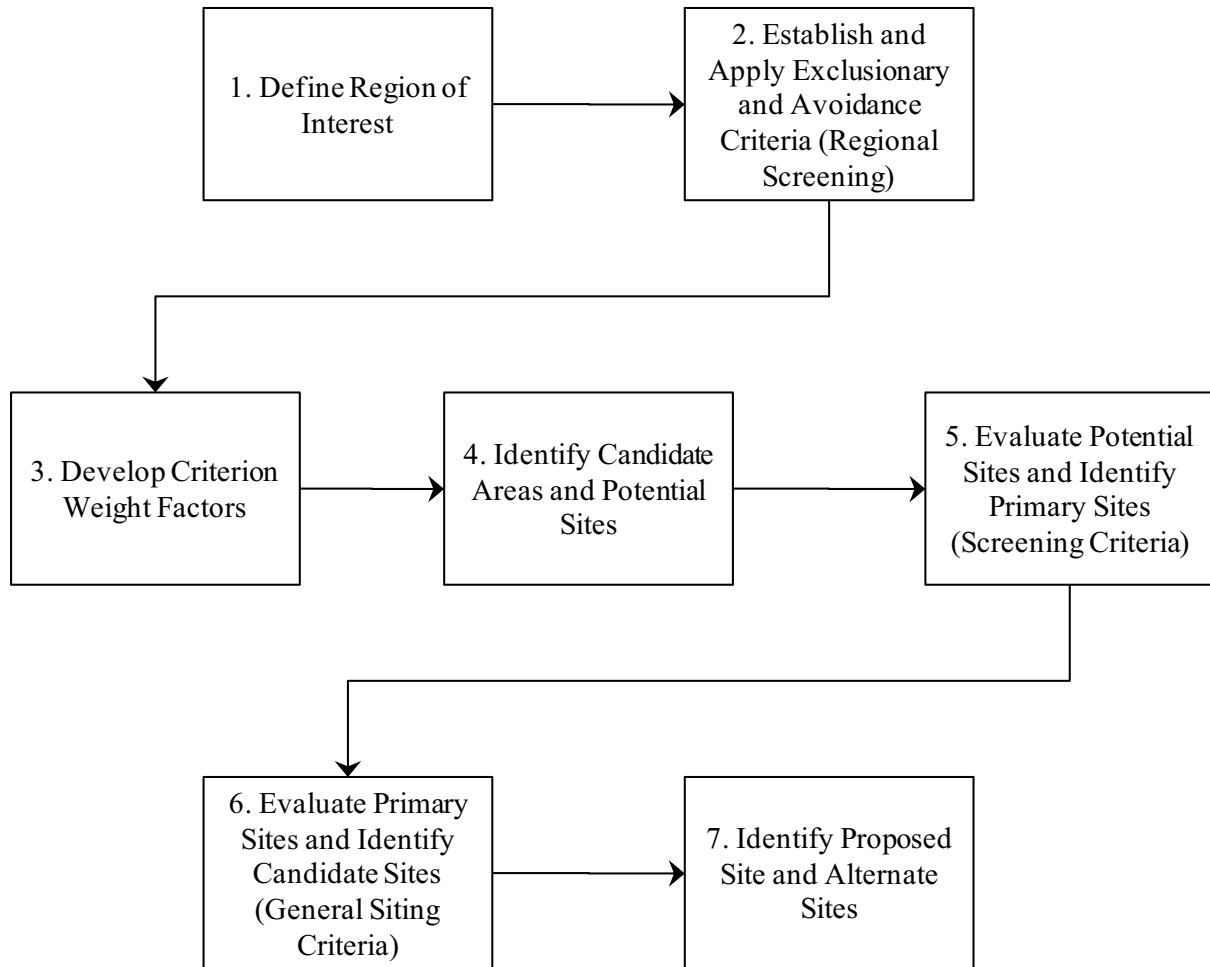 1. Define Region of
Interest
2. Establish and
Apply Exclusionary
and Avoidance
Criteria (Regional
Screening)
3. Develop Criterion
Weight Factors
4. Identify Candidate
Areas and Potential
Sites
5. Evaluate Potential
Sites and Identify
Primary Sites
(Screening Criteria)
6. Evaluate Primary
Sites and Identify
Candidate Sites
(General Siting
Criteria)
7. Identify Proposed
Site and Alternate
Sites